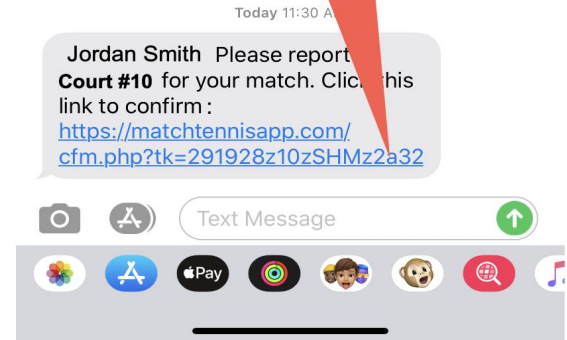 Today 11:30 A
Jordan Smith Please report
Court #10 for your match. Click this
link to confirm:
https://matchtennisapp.com/
cfm.php?tk=291928z10zSHMz2a32
Text Message
Pay